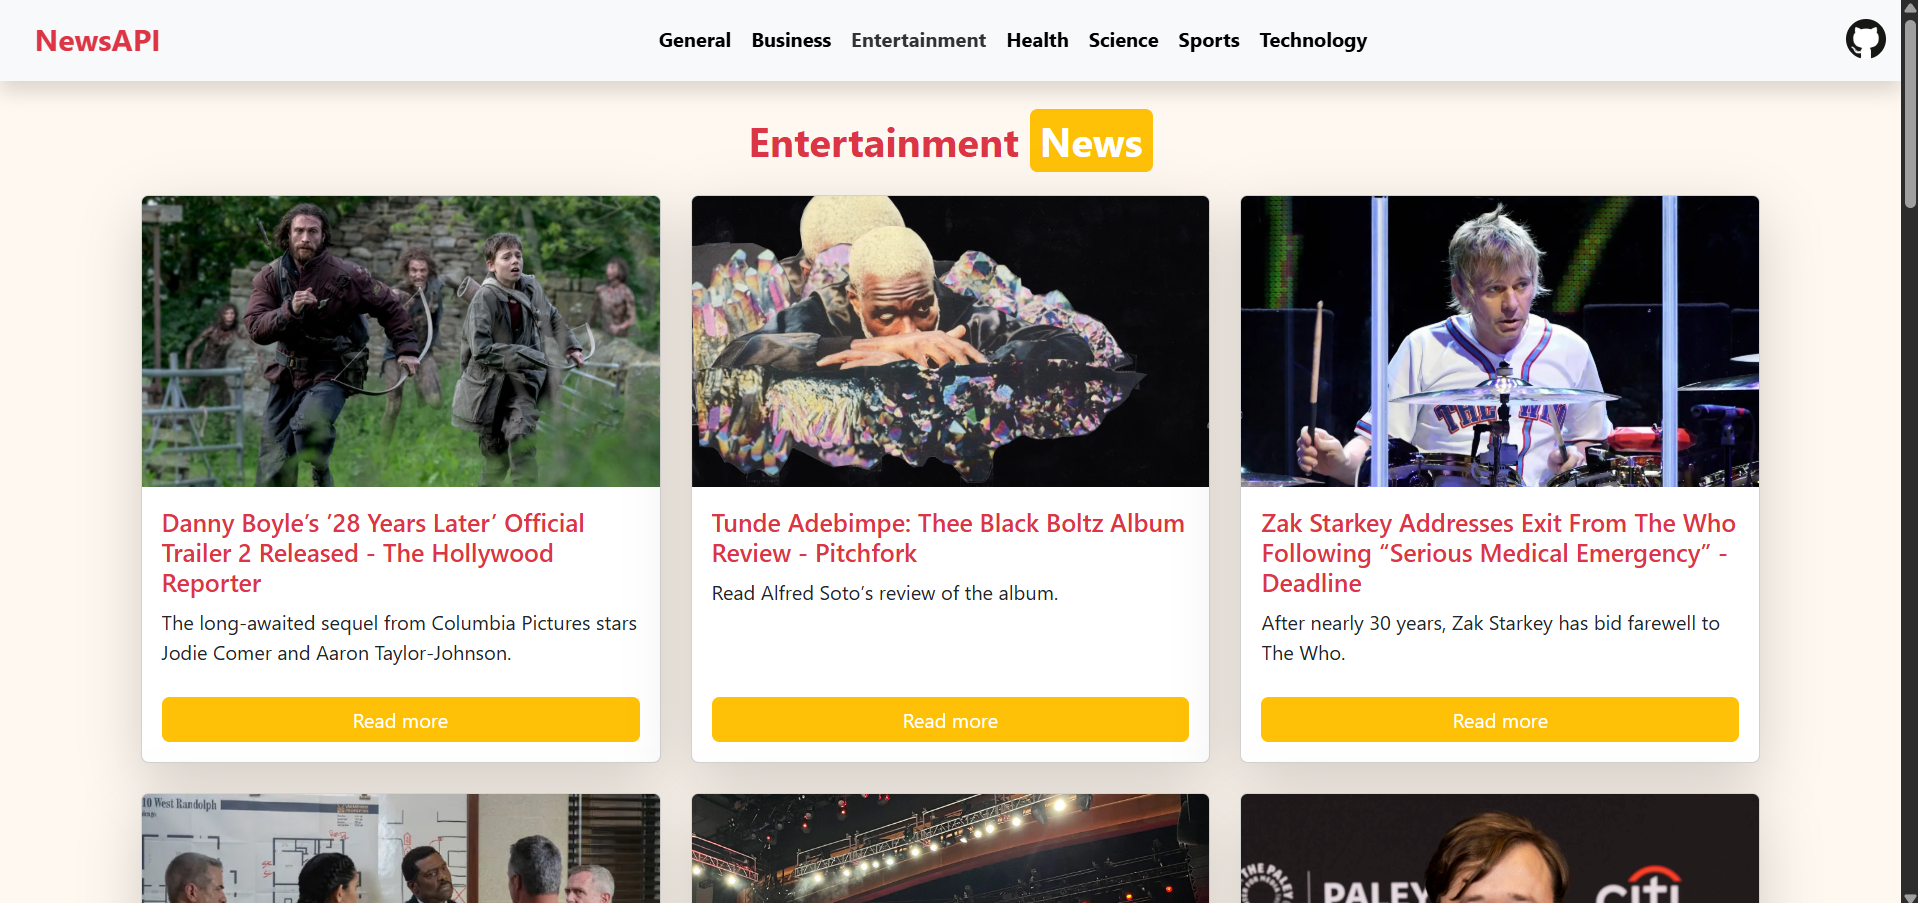 NewsAPI
General Business Entertainment Health Science Sports Technology
Entertainment News
Danny Boyle’s ’28 Years Later’ Official
Trailer 2 Released - The Hollywood
Reporter
The long-awaited sequel from Columbia Pictures stars
Jodie Comer and Aaron Taylor-Johnson.
Read more
Tunde Adebimpe: Thee Black Boltz Album
Review - Pitchfork
Read Alfred Soto’s review of the album.
Read more
THE
Zak Starkey Addresses Exit From The Who
Following “Serious Medical Emergency” -
Deadline
After nearly 30 years, Zak Starkey has bid farewell to
The Who.
Read more
10 West Randolph
THE PALEY
PALEY
citi